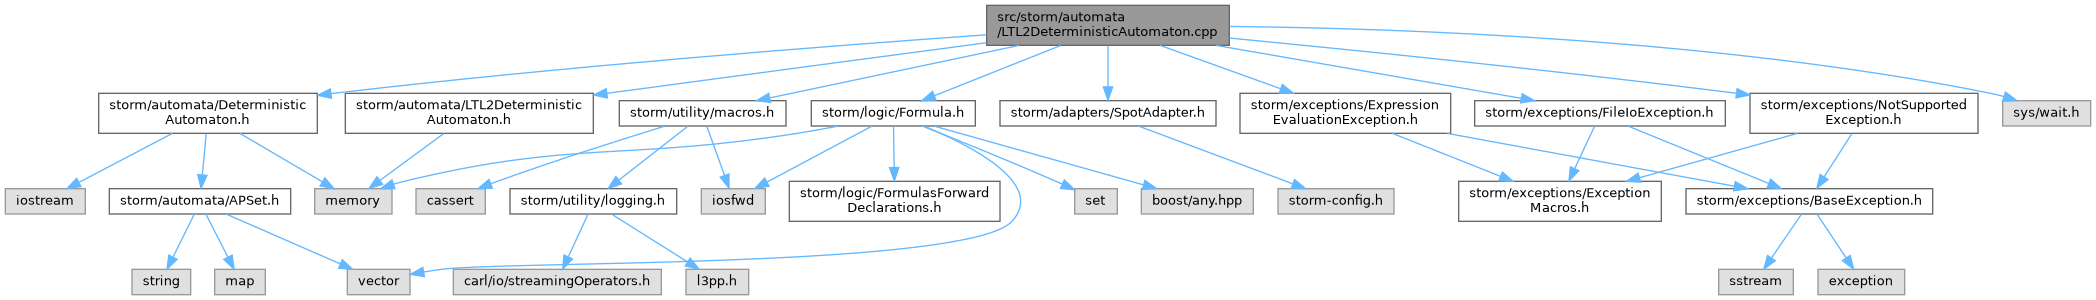 src/storm/automata
/LTL2DeterministicAutomaton.cpp
storm/automata/Deterministic
Automaton.h
storm/automata/LTL2Deterministic
Automaton.h
storm/utility/macros.h
storm/logic/Formula.h
storm/adapters/SpotAdapter.h
storm/exceptions/Expression
EvaluationException.h
storm/exceptions/FileIoException.h
storm/exceptions/NotSupported
Exception.h
sys/wait.h
iostream
storm/automata/APSet.h
memory
cassert
storm/utility/logging.h
iosfwd
storm/logic/FormulasForward
Declarations.h
set
boost/any.hpp
storm-config.h
storm/exceptions/Exception
Macros.h
storm/exceptions/BaseException.h
string
map
vector
carl/io/streamingOperators.h
l3pp.h
sstream
exception